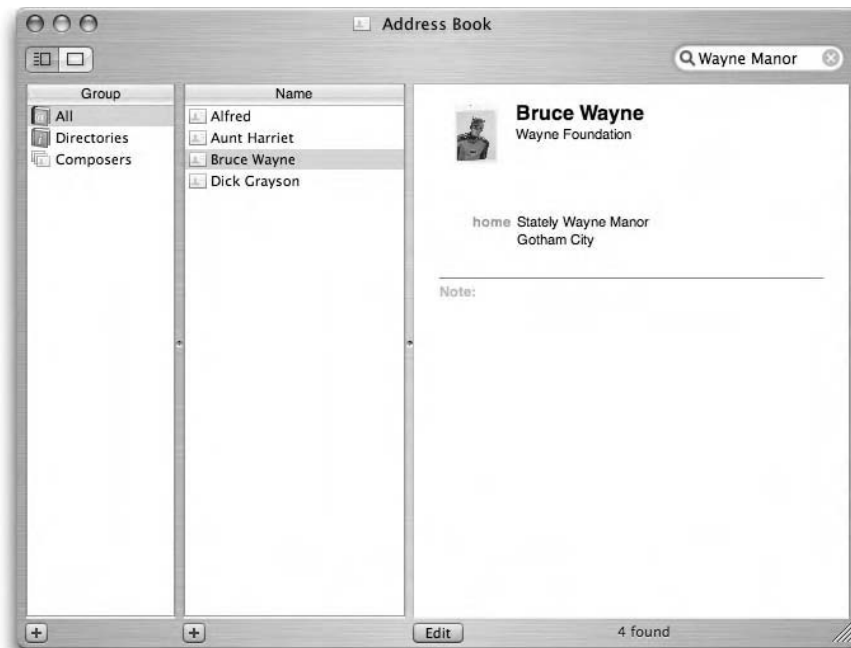 Address Book
Wayne Manor
Group
All
Directories
Composers
Name
Alfred
Aunt Harriet
Bruce Wayne
Dick Grayson
Bruce Wayne
Wayne Foundation
home Stately Wayne Manor
Gotham City
Note:
+
+
Edit
4 found